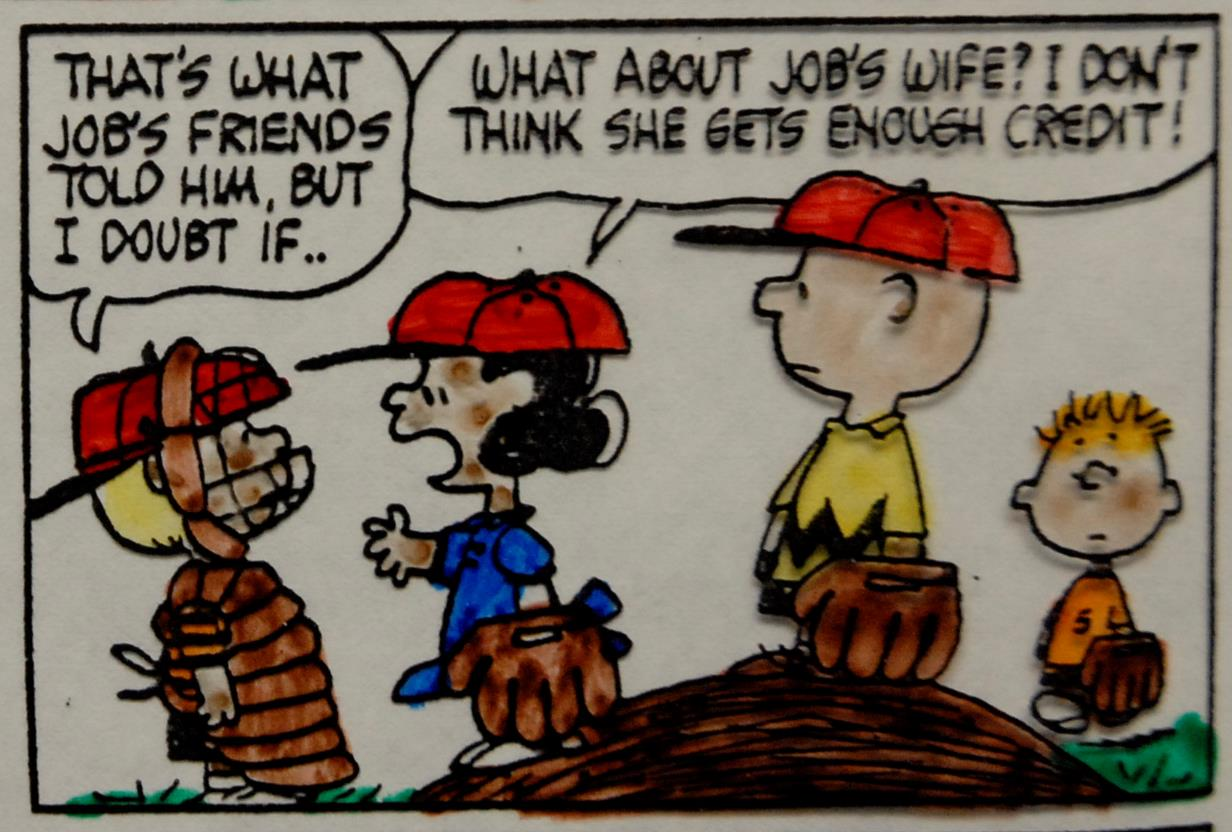 THAT'S WHAT
JOB'S FRIENDS
TOLD HIM, BUT
I DOUBT IF..
WHAT ABOUT JOB'S WIFE? I DON'T
THINK SHE GETS ENOUGH CREDIT!
5